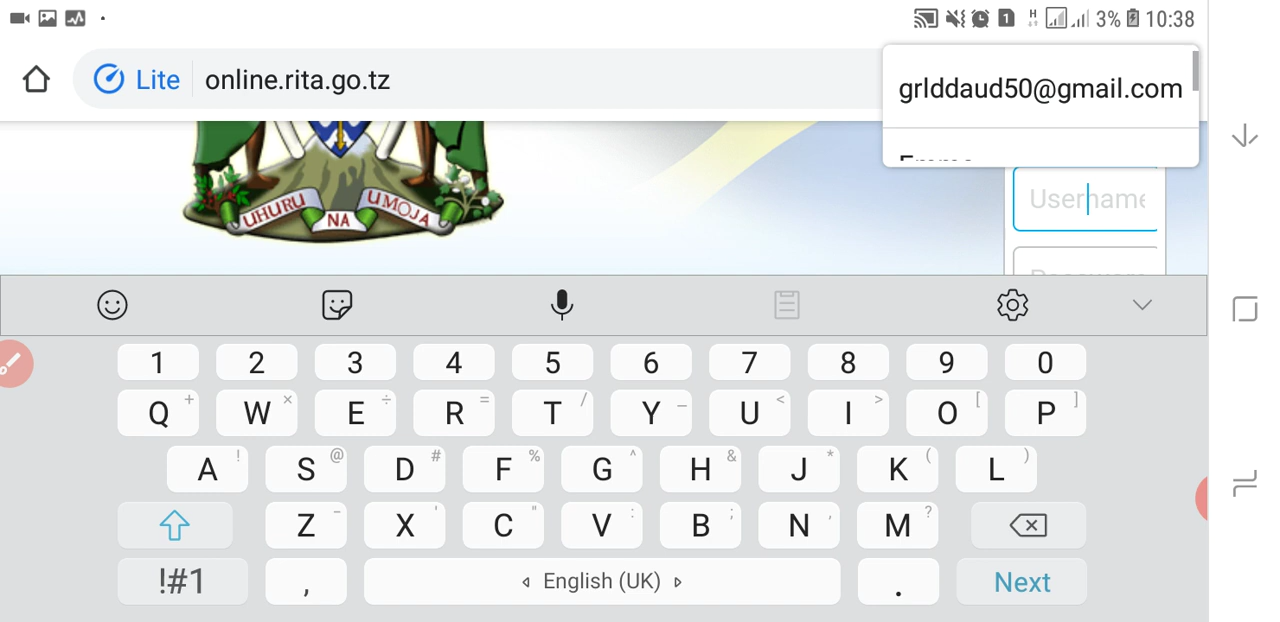 1 H 3% 10:38
Lite online.rita.go.tz
grlddaud50@gmail.com
UHURU NA UMOJA
Username
1 2 3 4 5 6 7 8 9 0
Q + W × E ÷ R = T / Y _ U < I > O [ P ]
A ! S @ D # F % G ^ H & J * K ( L )
Z - X ' C " V : B ; N , M ?
!#1 , English (UK) . Next